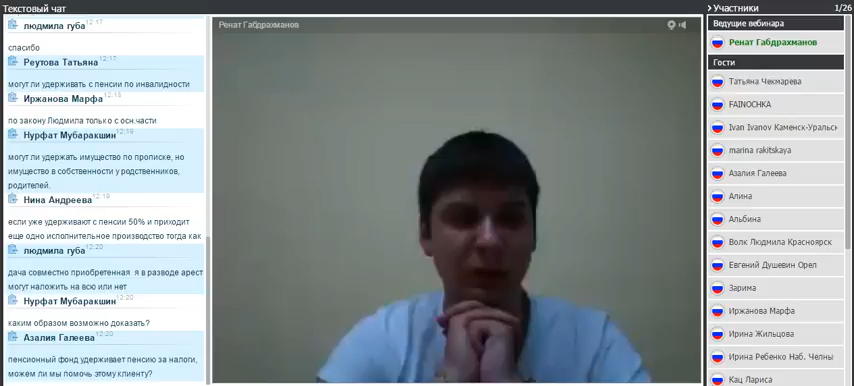 Текстовый чат
людмила губа 12:17
спасибо
Реутова Татьяна 12:17
могут ли удерживать с пенсии по инвалидности
Иржанова Марфа 12:18
по закону Людмила только с осн.части
Нурфат Мубаракшин 12:19
могут ли удержать имущество по прописке, но
имущество в собственности у родственников,
родителей.
Нина Андреева 12:19
если уже удерживают с пенсии 50% и приходит
еще одно исполнительное производство тогда как
людмила губа 12:20
дача совместно приобретенная я в разводе арест
могут наложить на всю или нет
Нурфат Мубаракшин 12:20
каким образом возможно доказать?
Азалия Галеева 12:20
пенсионный фонд удерживает пенсию за налоги,
можем ли мы помочь этому клиенту?
Ренат Габдрахманов
Участники 1/26
Ведущие вебинара
Ренат Габдрахманов
Гости
Татьяна Чекмарева
FAINOCHKA
Ivan Ivanov Каменск-Уральск
marina rakitskaya
Азалия Галеева
Алина
Альбина
Волк Людмила Красноярск
Евгений Душевин Орел
Зарима
Иржанова Марфа
Ирина Жильцова
Ирина Ребенко Наб. Челны
Кац Лариса